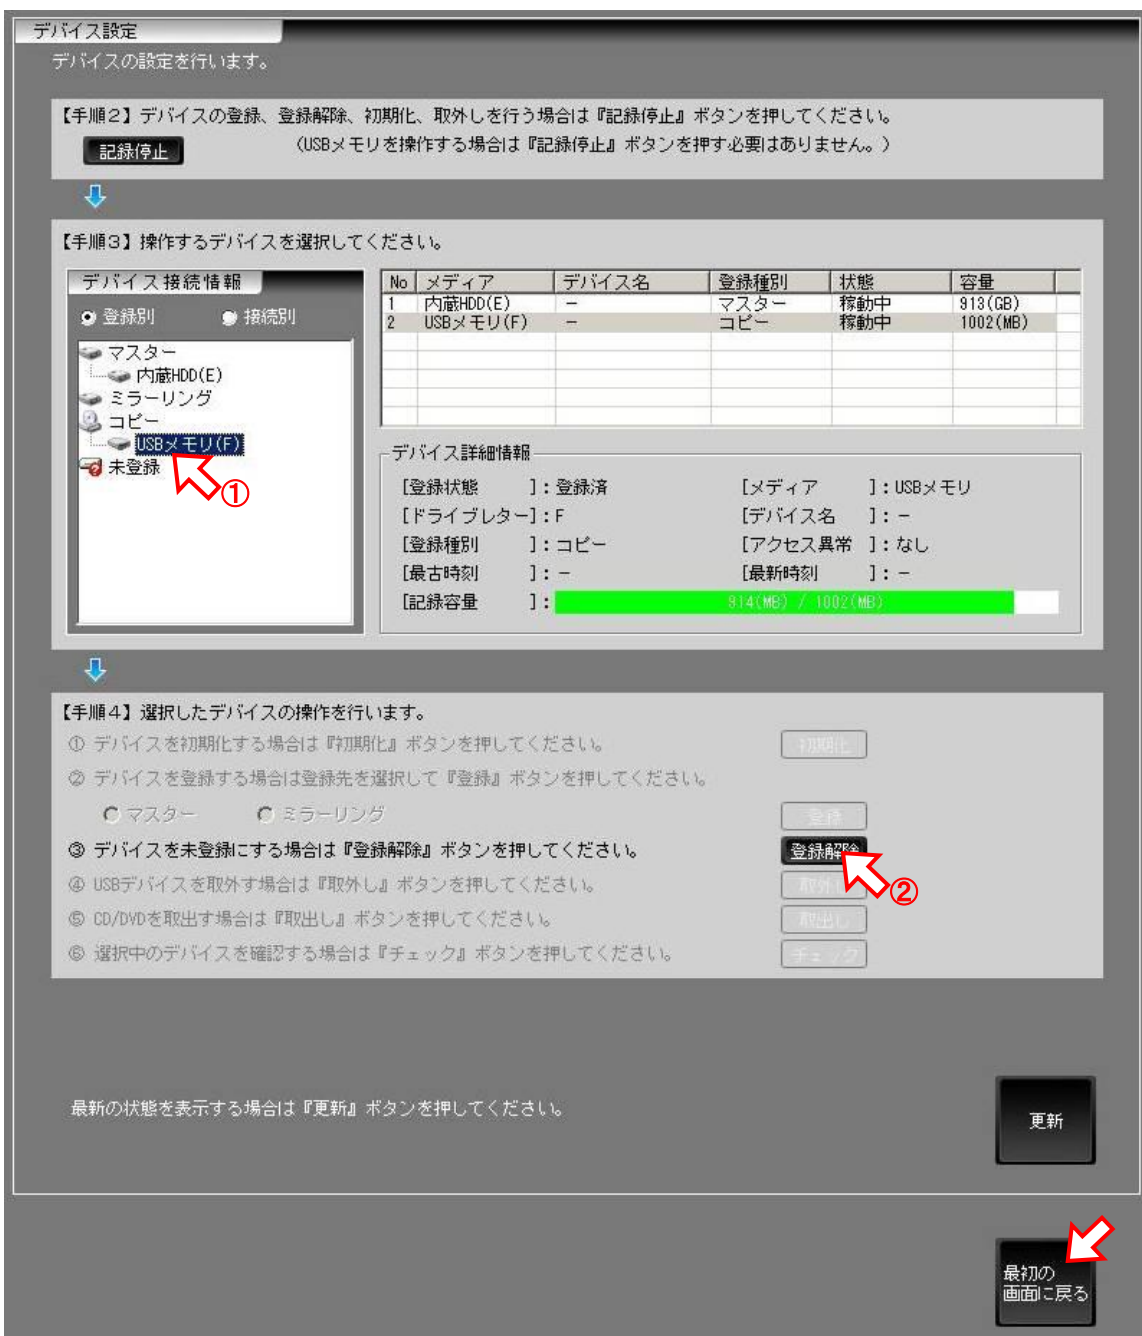 デバイス設定
デバイスの設定を行います。
【手順2】デバイスの登録、登録解除、初期化、取外しを行う場合は『記録停止』ボタンを押してください。
記録停止 (USBメモリを操作する場合は『記録停止』ボタンを押す必要はありません。)
【手順3】操作するデバイスを選択してください。
デバイス接続情報
登録別 接続別
マスター
内蔵HDD(E)
ミラーリング
コピー
USBメモリ(F)
未登録
①
No メディア デバイス名 登録種別 状態 容量
1 内蔵HDD(E) - マスター 稼動中 913(GB)
2 USBメモリ(F) - コピー 稼動中 1002(MB)
デバイス詳細情報
[登録状態 ]:登録済 [メディア ]:USBメモリ
[ドライブレター]:F [デバイス名 ]:-
[登録種別 ]:コピー [アクセス異常 ]:なし
[最古時刻 ]:- [最新時刻 ]:-
[記録容量 ]: 914(MB) / 1002(MB)
【手順4】選択したデバイスの操作を行います。
① デバイスを初期化する場合は『初期化』ボタンを押してください。 初期化
② デバイスを登録する場合は登録先を選択して『登録』ボタンを押してください。
マスター ミラーリング 登録
③ デバイスを未登録にする場合は『登録解除』ボタンを押してください。 登録解除
④ USBデバイスを取外す場合は『取外し』ボタンを押してください。 取外し
②
⑤ CD/DVDを取出す場合は『取出し』ボタンを押してください。 取出し
⑥ 選択中のデバイスを確認する場合は『チェック』ボタンを押してください。 チェック
最新の状態を表示する場合は『更新』ボタンを押してください。
更新
最初の
画面に戻る